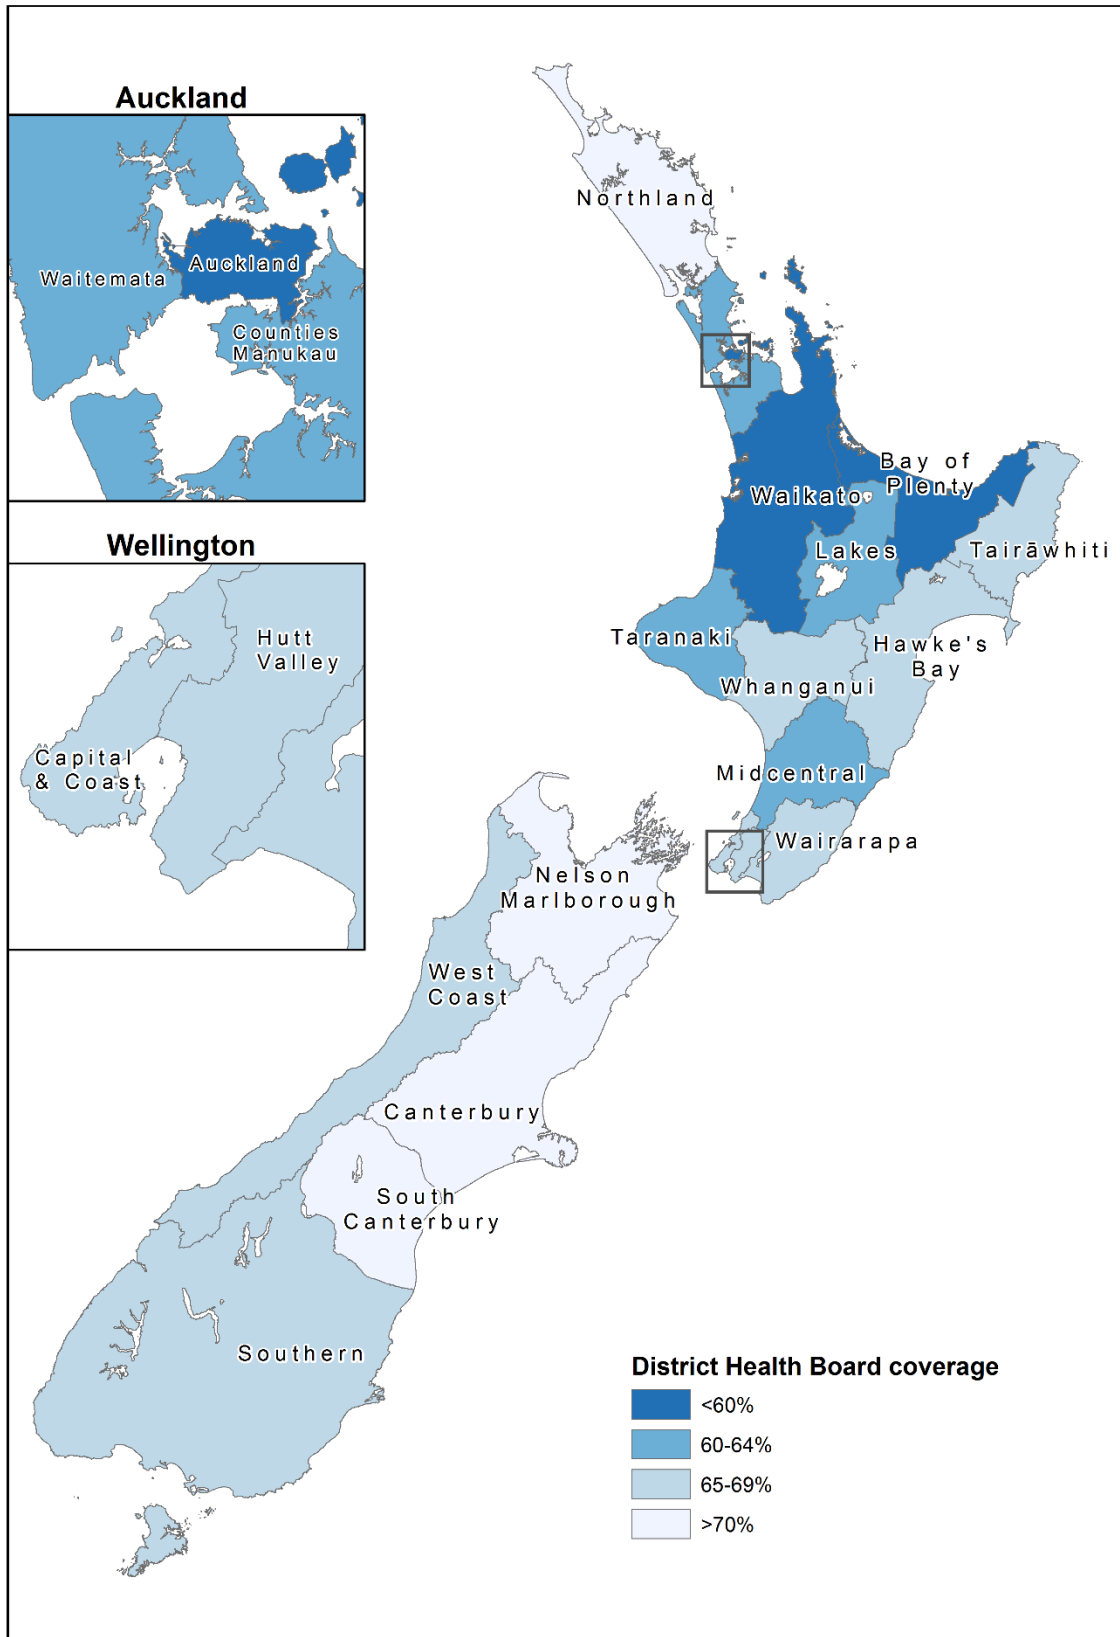 Auckland
Waitemata
Auckland
Counties
Manukau
Wellington
Hutt
Valley
Capital
& Coast
Northland
Bay of
Plenty
Waikato
Lakes
Tairāwhiti
Taranaki
Hawke's
Bay
Whanganui
Midcentral
Wairarapa
Nelson
Marlborough
West
Coast
Canterbury
South
Canterbury
Southern
District Health Board coverage
<60%
60-64%
65-69%
>70%